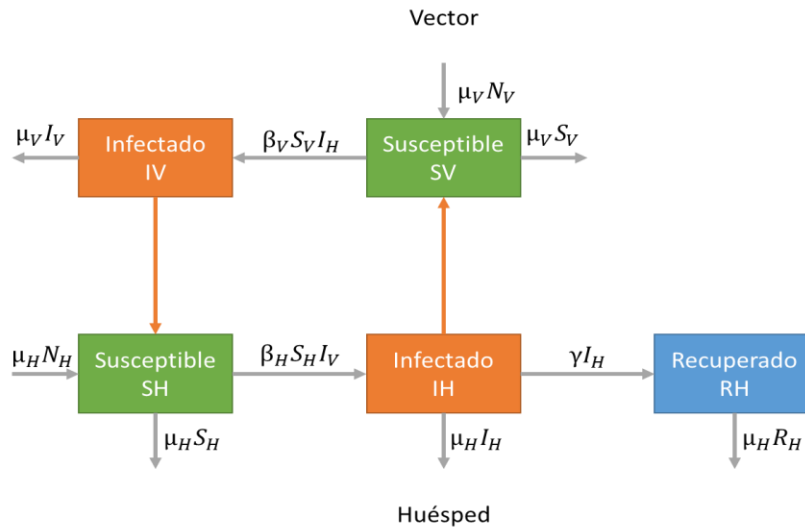 Vector
μ_V N_V
μ_V I_V
Infectado
IV
β_V S_V I_H
Susceptible
SV
μ_V S_V
μ_H N_H
Susceptible
SH
β_H S_H I_V
Infectado
IH
γI_H
Recuperado
RH
μ_H S_H
μ_H I_H
μ_H R_H
Huésped